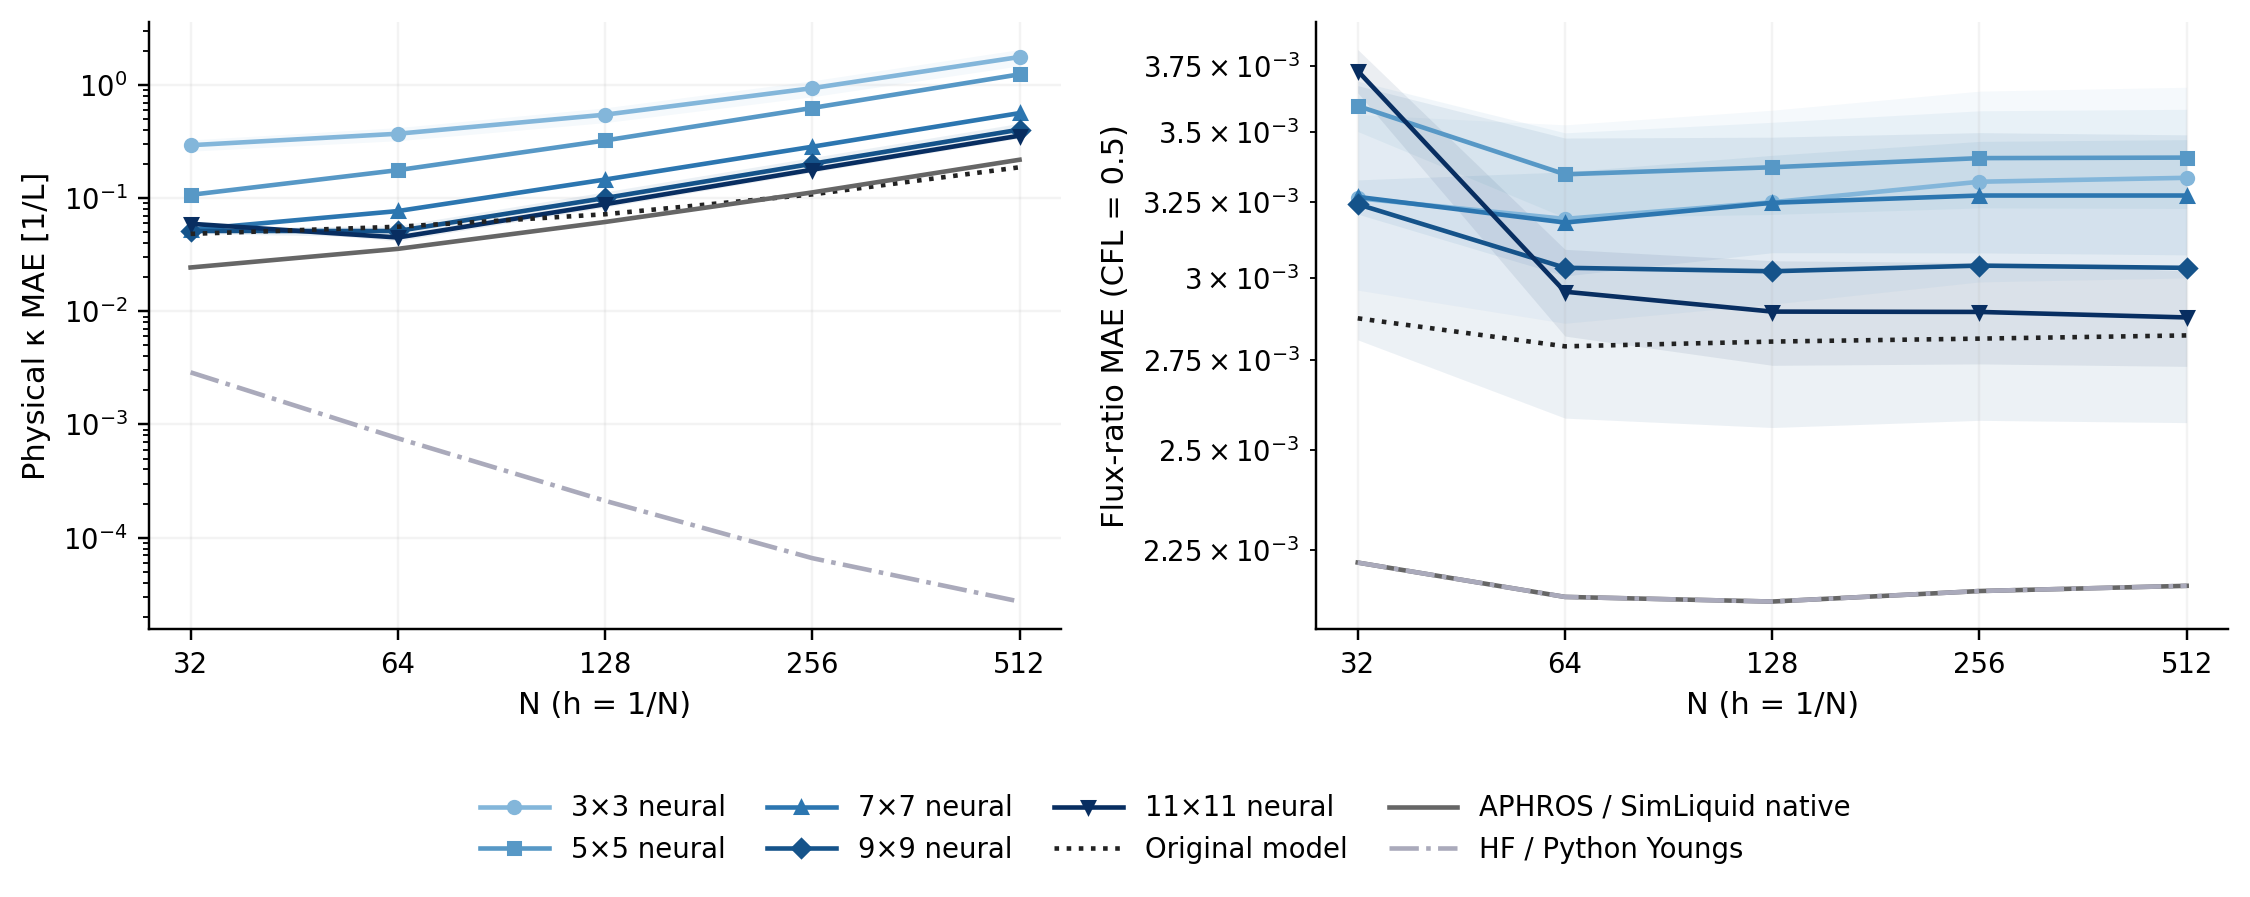 Physical κ MAE [1/L]
10⁰
10⁻¹
10⁻²
10⁻³
10⁻⁴
32 64 128 256 512
N (h = 1/N)
Flux-ratio MAE (CFL = 0.5)
3.75 × 10⁻³
3.5 × 10⁻³
3.25 × 10⁻³
3 × 10⁻³
2.75 × 10⁻³
2.5 × 10⁻³
2.25 × 10⁻³
32 64 128 256 512
N (h = 1/N)
3×3 neural 7×7 neural 11×11 neural APHROS / SimLiquid native
5×5 neural 9×9 neural Original model HF / Python Youngs